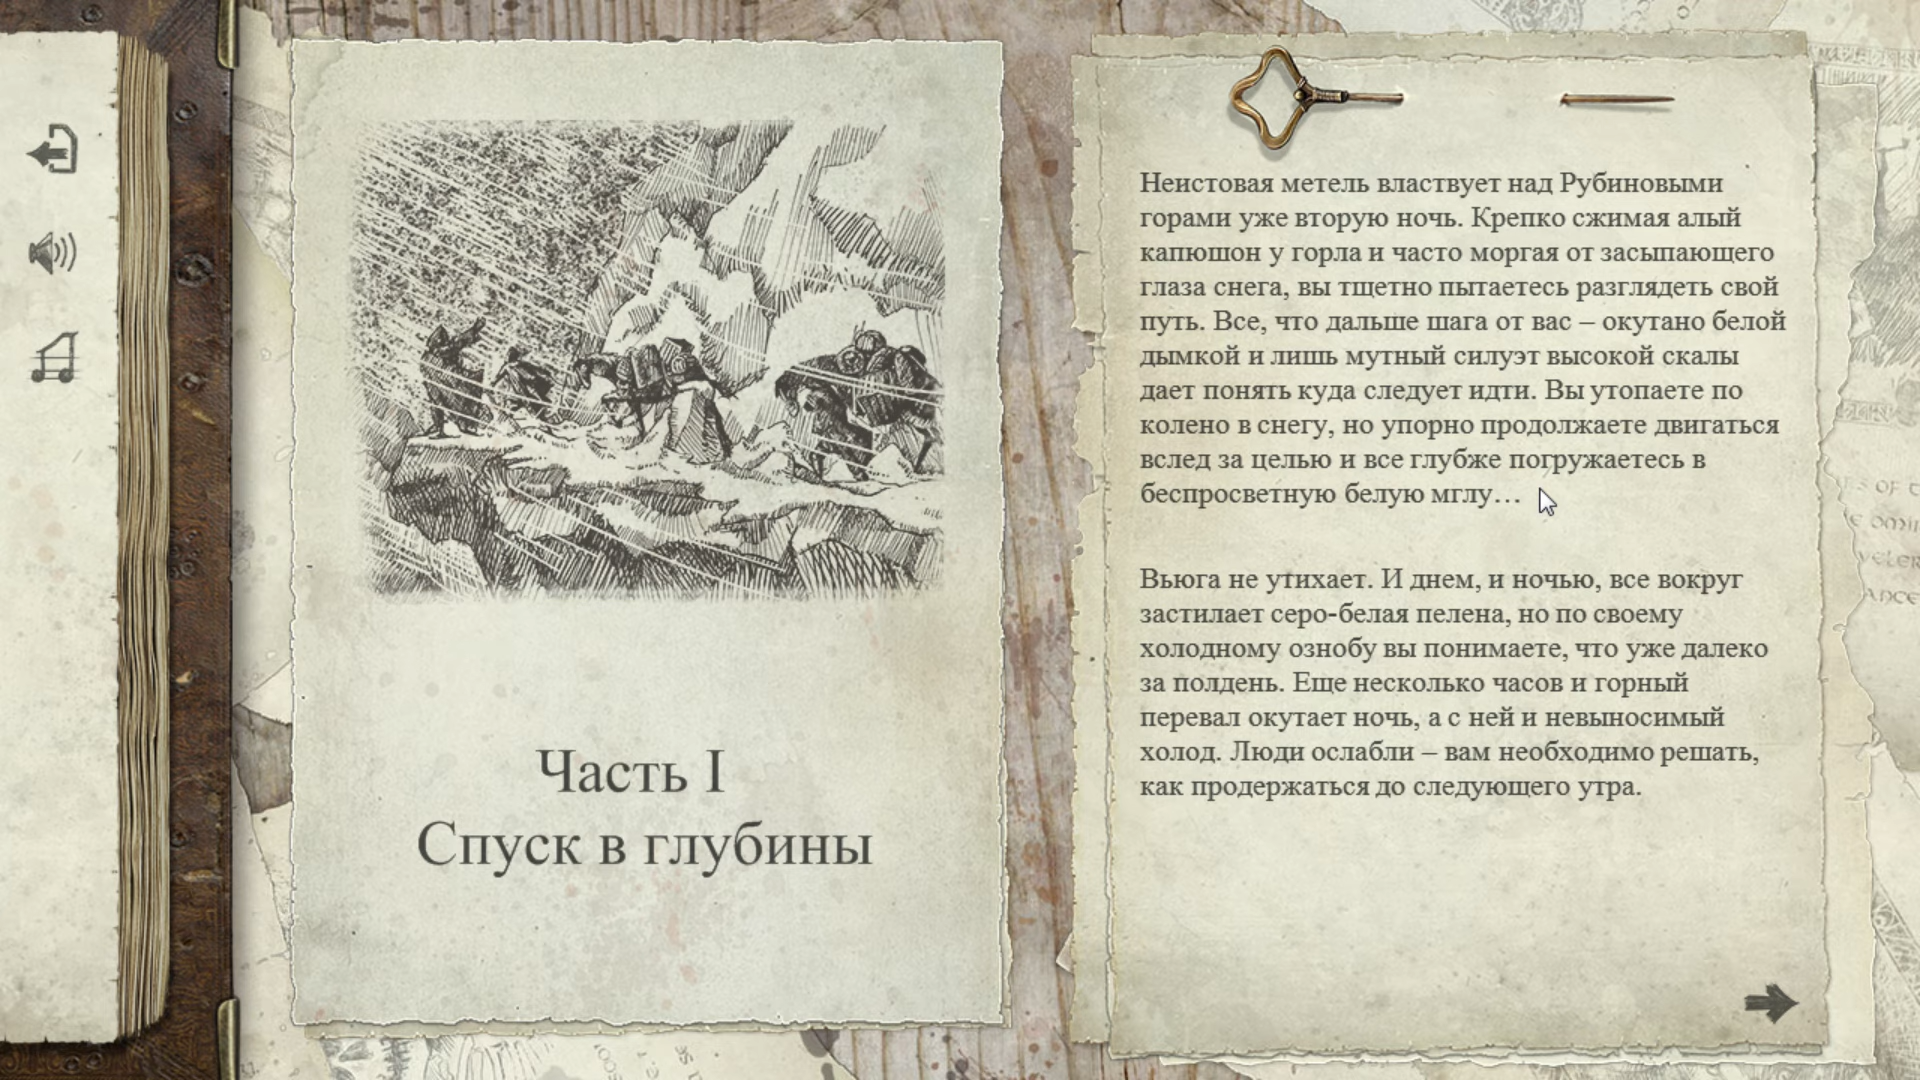 Часть I
Спуск в глубины
Неистовая метель властвует над Рубиновыми
горами уже вторую ночь. Крепко сжимая алый
капюшон у горла и часто моргая от засыпающего
глаза снега, вы тщетно пытаетесь разглядеть свой
путь. Все, что дальше шага от вас – окутано белой
дымкой и лишь мутный силуэт высокой скалы
дает понять куда следует идти. Вы утопаете по
колено в снегу, но упорно продолжаете двигаться
вслед за целью и все глубже погружаетесь в
беспросветную белую мглу…
Вьюга не утихает. И днем, и ночью, все вокруг
застилает серо-белая пелена, но по своему
холодному ознобу вы понимаете, что уже далеко
за полдень. Еще несколько часов и горный
перевал окутает ночь, а с ней и невыносимый
холод. Люди ослабли – вам необходимо решать,
как продержаться до следующего утра.